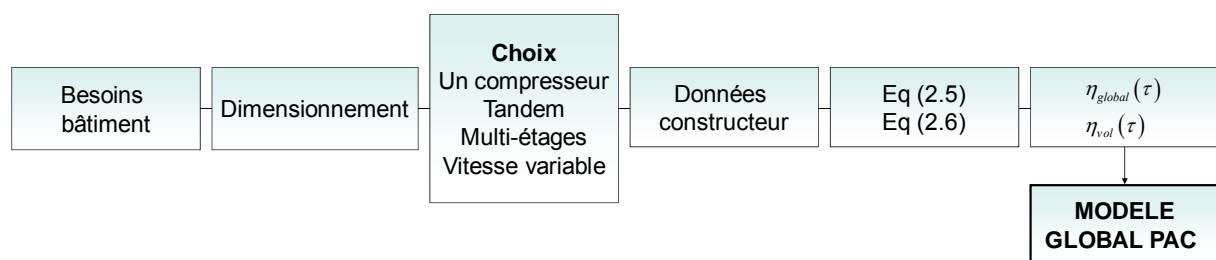 Besoins
bâtiment
Dimensionnement
Choix
Un compresseur
Tandem
Multi-étages
Vitesse variable
Données
constructeur
Eq (2.5)
Eq (2.6)
η_global(τ)
η_vol(τ)
MODELE
GLOBAL PAC